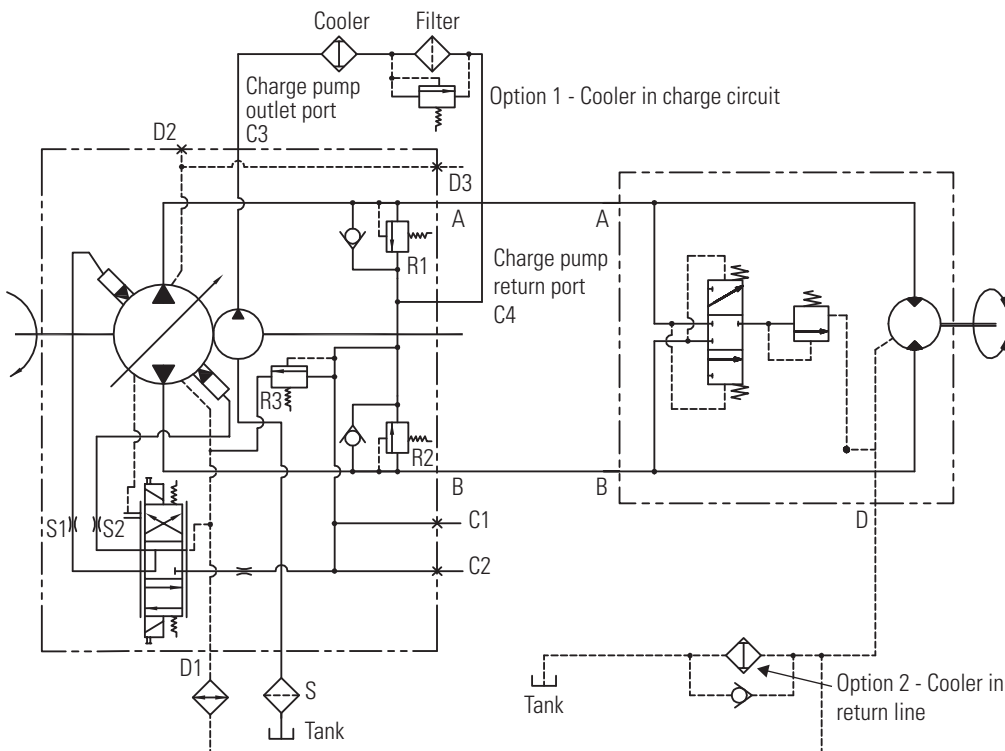 Cooler
Filter
Charge pump
outlet port
C3
Option 1 - Cooler in charge circuit
D2
D3
A
A
R1
Charge pump
return port
C4
R3
R2
B
B
S1
S2
C1
C2
D
D1
S
Tank
Tank
Option 2 - Cooler in
return line